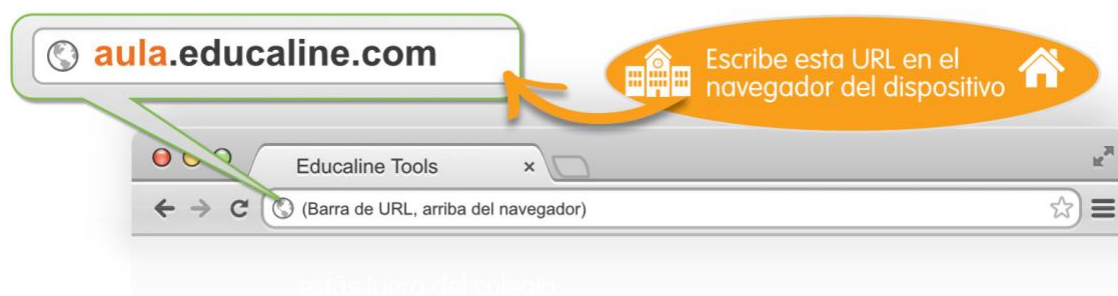 aula.educaline.com
Escribe esta URL en el
navegador del dispositivo
Educaline Tools
(Barra de URL, arriba del navegador)